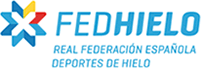 FEDHIELO
REAL FEDERACIÓN ESPAÑOLA
DEPORTES DE HIELO